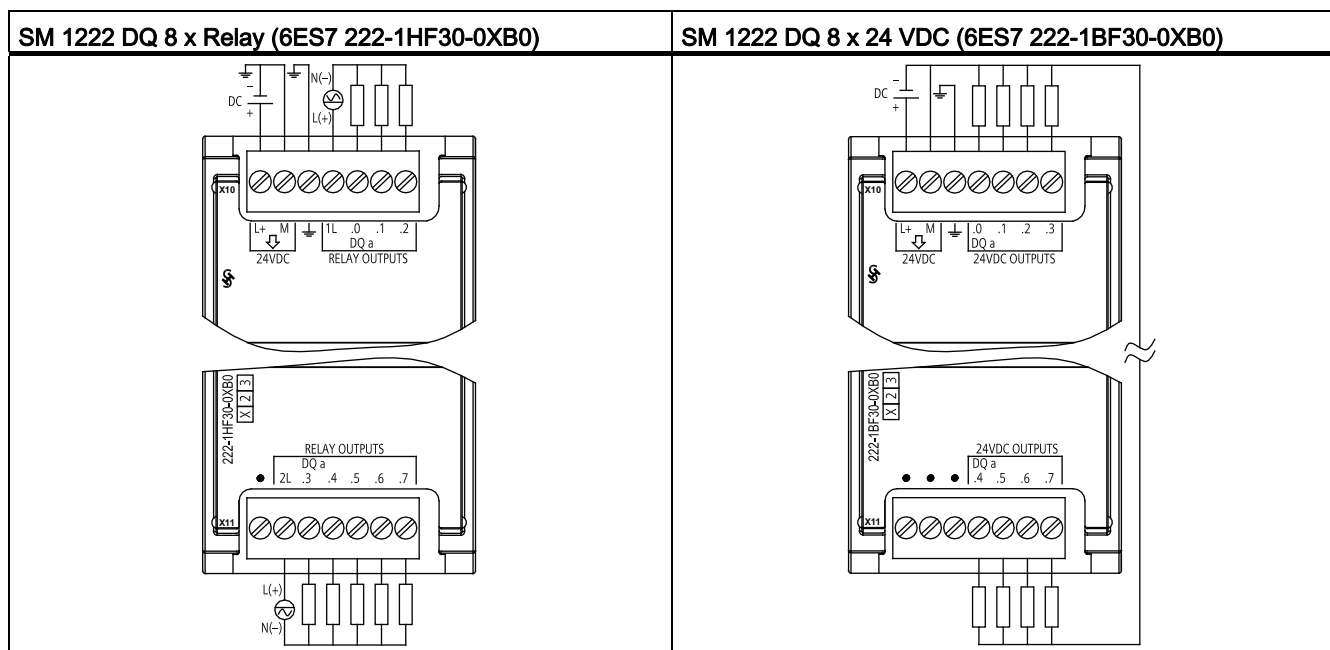 SM 1222 DQ 8 x Relay (6ES7 222-1HF30-0XB0)
N(−)
DC
−
+
L(+)
X10
L+ M 1L .0 .1 .2
DQ a
24VDC RELAY OUTPUTS
222-1HF30-0XB0
X 2 3
RELAY OUTPUTS
DQ a
2L .3 .4 .5 .6 .7
X11
L(+)
N(−)
SM 1222 DQ 8 x 24 VDC (6ES7 222-1BF30-0XB0)
DC
−
+
X10
L+ M .0 .1 .2 .3
DQ a
24VDC 24VDC OUTPUTS
222-1BF30-0XB0
X 2 3
24VDC OUTPUTS
DQ a
.4 .5 .6 .7
X11